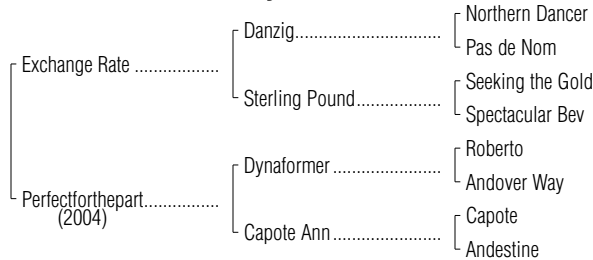 Northern Dancer
Danzig..............................
Pas de Nom
Exchange Rate .................
Seeking the Gold
Sterling Pound.................
Spectacular Bev
Roberto
Dynaformer ......................
Andover Way
Perfectforthepart...............
(2004)
Capote
Capote Ann ......................
Andestine